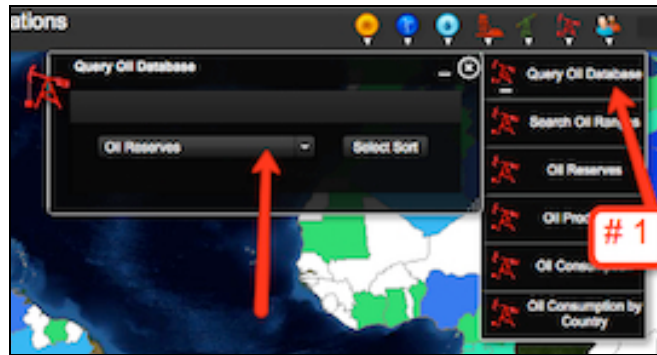 ations
Query Oil Database
Oil Reserves
Select Sort
Query Oil Database
Search Oil Ranges
Oil Reserves
Oil Prod
# 1
Oil Consumption
Oil Consumption by
Country